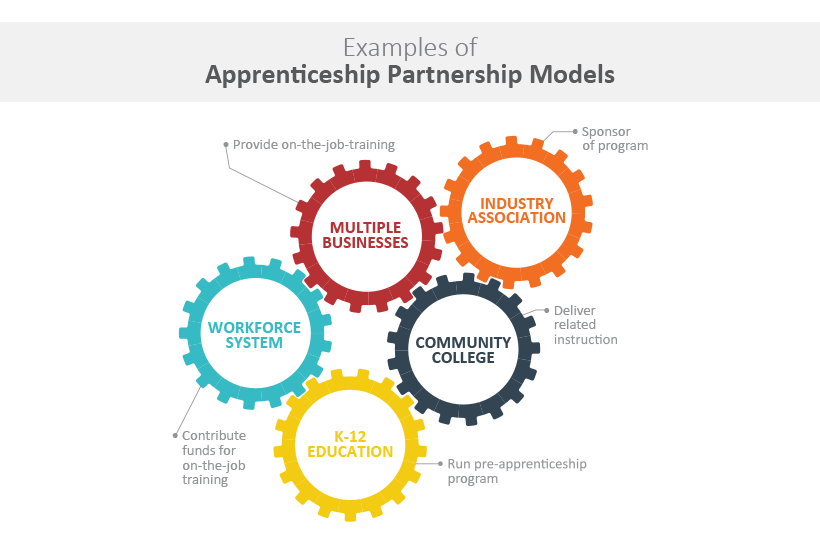 Examples of
Apprenticeship Partnership Models
Provide on-the-job-training
Sponsor
of program
MULTIPLE
BUSINESSES
INDUSTRY
ASSOCIATION
WORKFORCE
SYSTEM
COMMUNITY
COLLEGE
Deliver
related
instruction
Contribute
funds for
on-the-job
training
K-12
EDUCATION
Run pre-apprenticeship
program